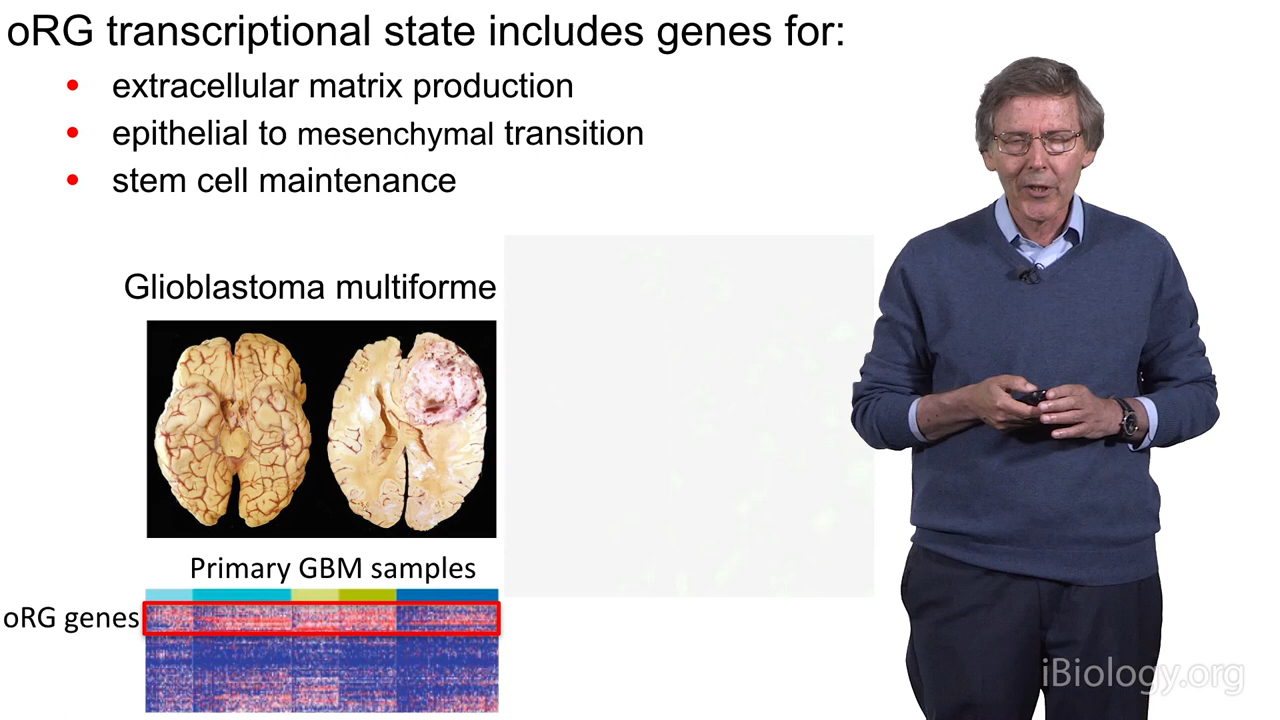 oRG transcriptional state includes genes for:
• extracellular matrix production
• epithelial to mesenchymal transition
• stem cell maintenance
Glioblastoma multiforme
Primary GBM samples
oRG genes
iBiology.org